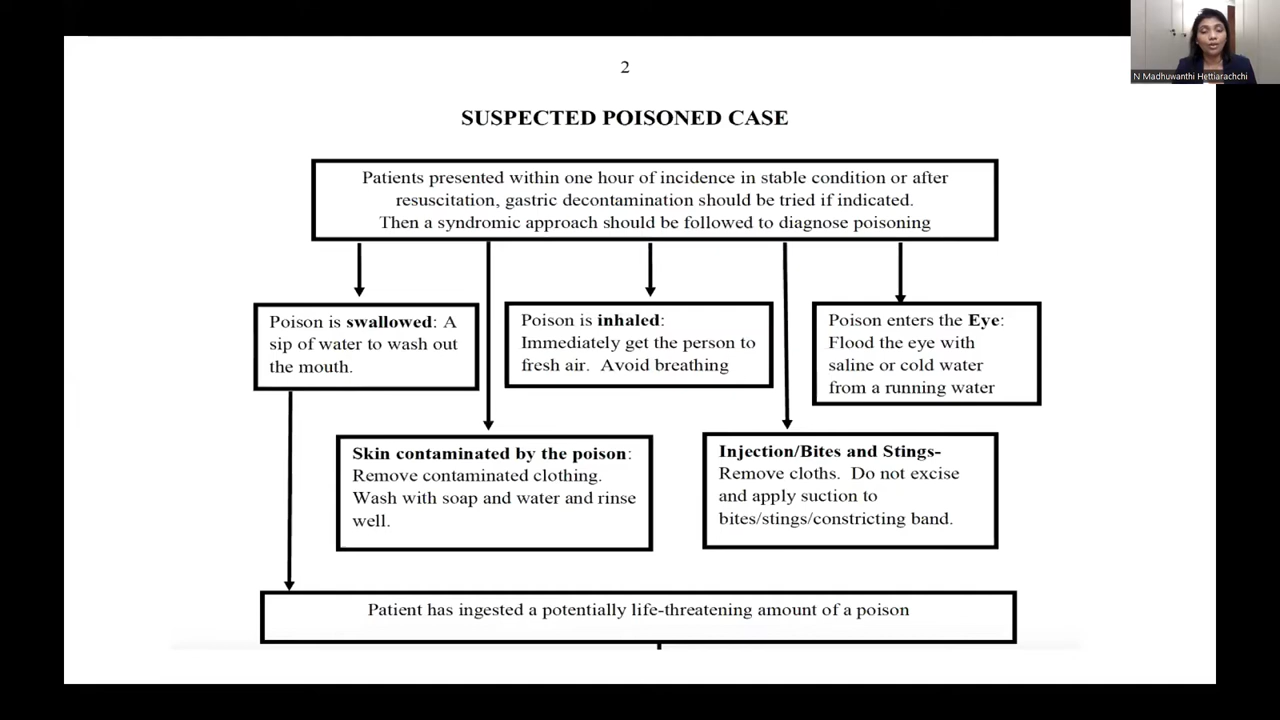 N Madhuwanthi Hettiarachchi
2
SUSPECTED POISONED CASE
Patients presented within one hour of incidence in stable condition or after
resuscitation, gastric decontamination should be tried if indicated.
Then a syndromic approach should be followed to diagnose poisoning
Poison is swallowed: A
sip of water to wash out
the mouth.
Poison is inhaled:
Immediately get the person to
fresh air. Avoid breathing
Poison enters the Eye:
Flood the eye with
saline or cold water
from a running water
Skin contaminated by the poison:
Remove contaminated clothing.
Wash with soap and water and rinse
well.
Injection/Bites and Stings-
Remove cloths. Do not excise
and apply suction to
bites/stings/constricting band.
Patient has ingested a potentially life-threatening amount of a poison